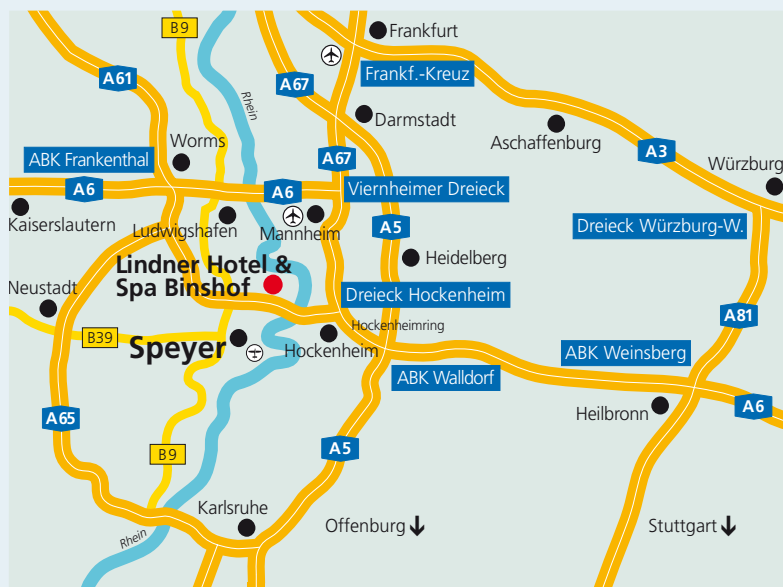 B9
Frankfurt
A61
Rhein
A67
Frankf.-Kreuz
Darmstadt
Aschaffenburg
A3
Worms
ABK Frankenthal
A67
Würzburg
A6
A6
Viernheimer Dreieck
Kaiserslautern
Ludwigshafen
Mannheim
A5
Dreieck Würzburg-W.
Lindner Hotel &
Spa Binshof
Heidelberg
Neustadt
Dreieck Hockenheim
A81
Hockenheimring
B39
Speyer
Hockenheim
ABK Weinsberg
ABK Walldorf
A65
Heilbronn
A6
B9
A5
Karlsruhe
Offenburg
Stuttgart
Rhein